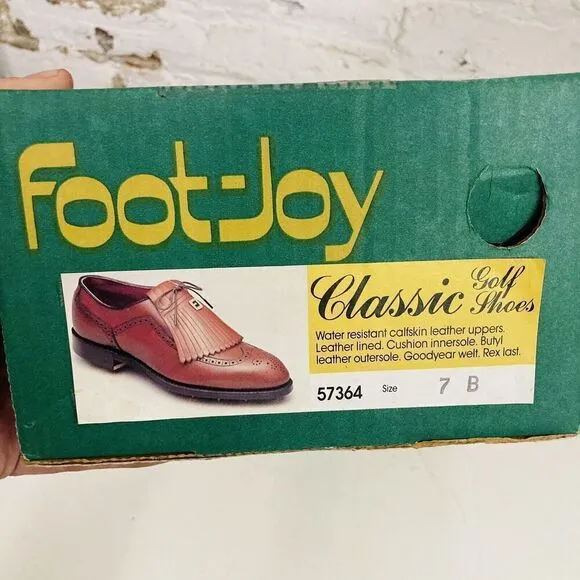 Foot-Joy
Classic Golf Shoes
Water resistant calfskin leather uppers.
Leather lined. Cushion innersole. Butyl
leather outersole. Goodyear welt. Rex last.
57364 Size 7 B